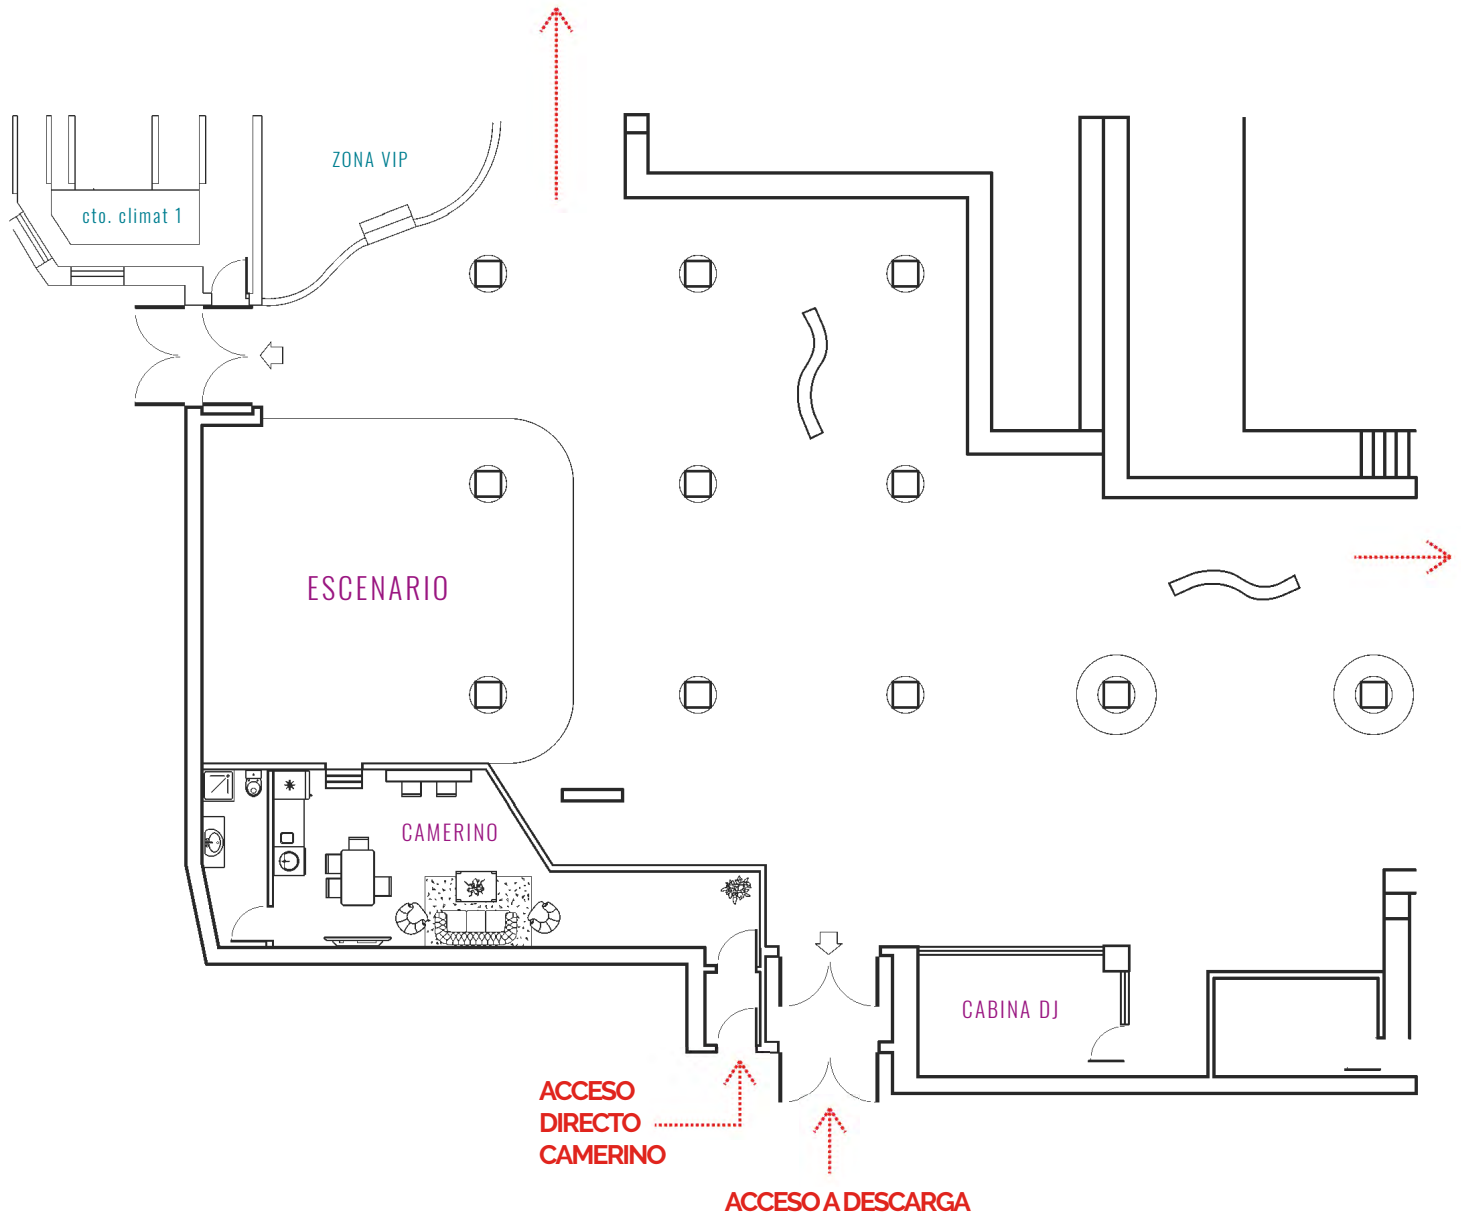 ZONA VIP
cto. climat 1
ESCENARIO
CAMERINO
CABINA DJ
ACCESO
DIRECTO
CAMERINO
ACCESO A DESCARGA